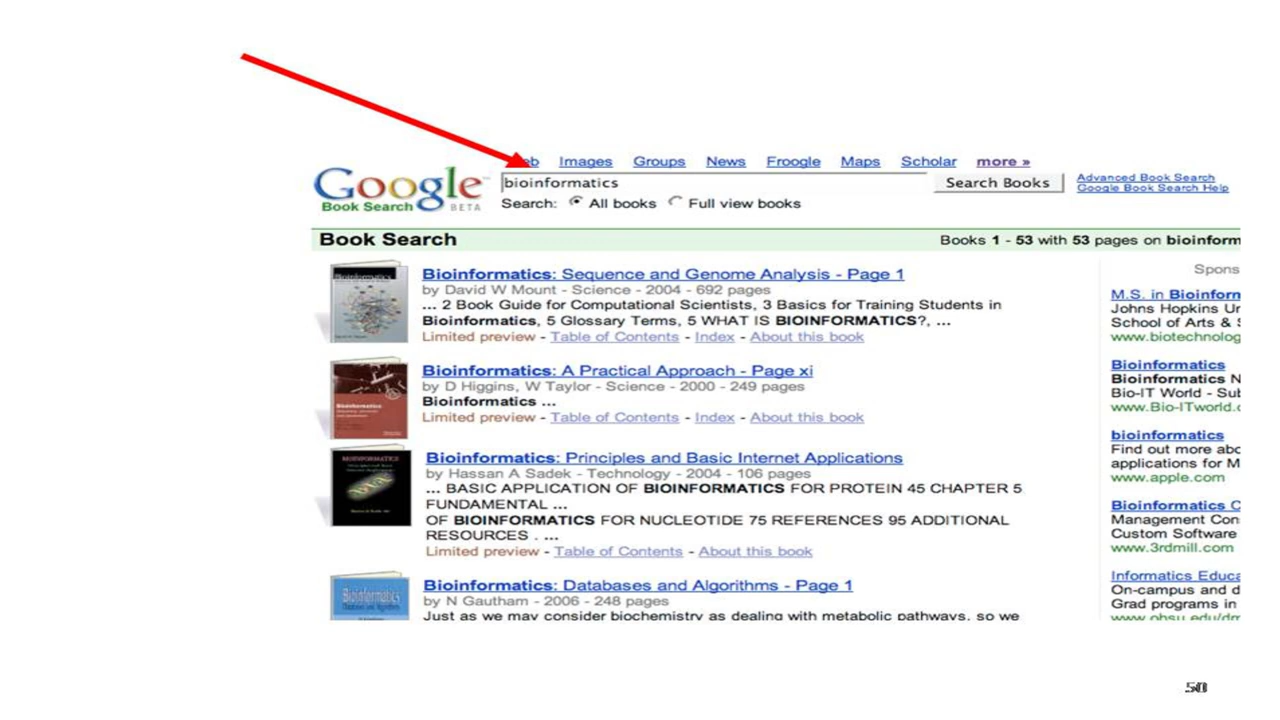 eb Images Groups News Froogle Maps Scholar more »
Google
Book Search BETA
bioinformatics
Search Books
Advanced Book Search
Google Book Search Help
Search: All books Full view books
Book Search
Books 1 - 53 with 53 pages on bioinform
Bioinformatics
Bioinformatics: Sequence and Genome Analysis - Page 1
by David W Mount - Science - 2004 - 692 pages
... 2 Book Guide for Computational Scientists, 3 Basics for Training Students in
Bioinformatics, 5 Glossary Terms, 5 WHAT IS BIOINFORMATICS?, ...
Limited preview - Table of Contents - Index - About this book
Bioinformatics
Bioinformatics: A Practical Approach - Page xi
by D Higgins, W Taylor - Science - 2000 - 249 pages
Bioinformatics ...
Limited preview - Table of Contents - Index - About this book
BIOINFORMATICS
Bioinformatics: Principles and Basic Internet Applications
by Hassan A Sadek - Technology - 2004 - 106 pages
... BASIC APPLICATION OF BIOINFORMATICS FOR PROTEIN 45 CHAPTER 5
FUNDAMENTAL ...
OF BIOINFORMATICS FOR NUCLEOTIDE 75 REFERENCES 95 ADDITIONAL
RESOURCES . ...
Limited preview - Table of Contents - About this book
Bioinformatics
Bioinformatics: Databases and Algorithms - Page 1
by N Gautham - 2006 - 248 pages
Just as we may consider biochemistry as dealing with metabolic pathways, so we
Spons
M.S. in Bioinforn
Johns Hopkins Ur
School of Arts &
www.biotechnolog
Bioinformatics
Bioinformatics N
Bio-IT World - Sub
www.Bio-ITworld.c
bioinformatics
Find out more abc
applications for M
www.apple.com
Bioinformatics C
Management Con
Custom Software
www.3rdmill.com
Informatics Educa
On-campus and d
Grad programs in
www.ohsu.edu/dm